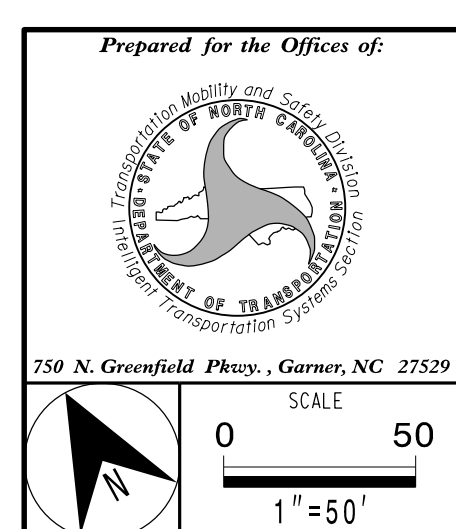 Prepared for the Offices of:
Transportation Mobility and Safety Division
Intelligent Transportation Systems Section
STATE OF NORTH CAROLINA
DEPARTMENT OF TRANSPORTATION
750 N. Greenfield Pkwy. , Garner, NC 27529
N
SCALE
0 50
1"=50'